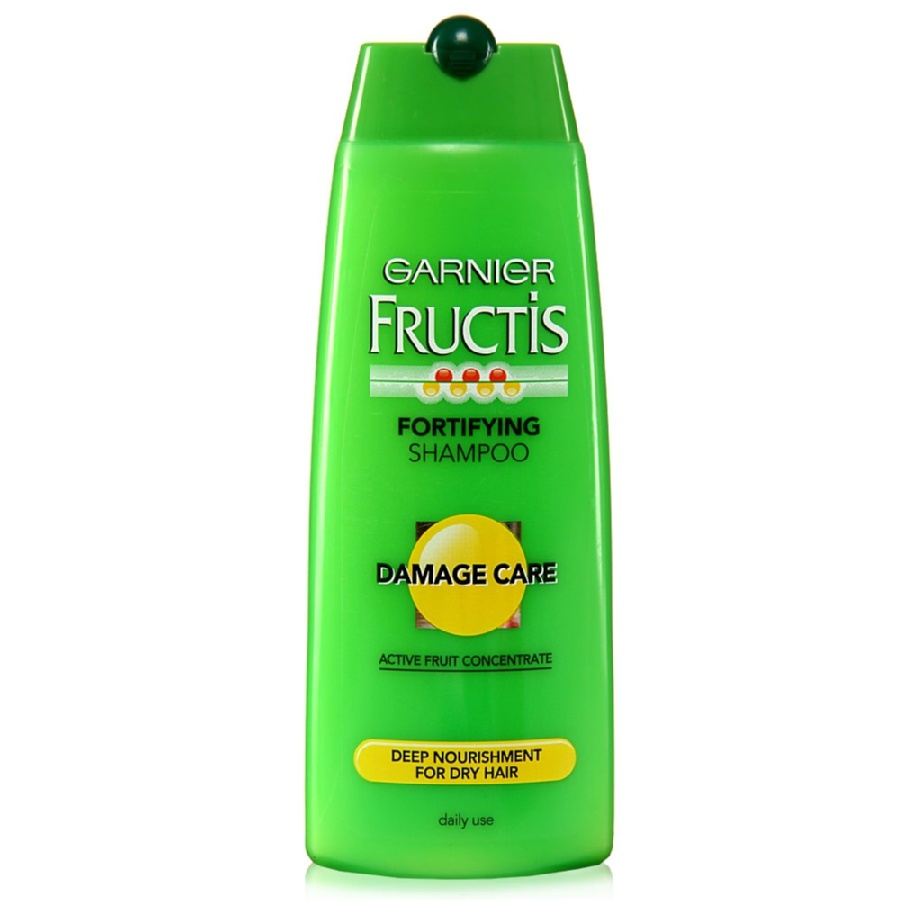 GARNIER
FRUCTIS
FORTIFYING
SHAMPOO
DAMAGE CARE
ACTIVE FRUIT CONCENTRATE
DEEP NOURISHMENT
FOR DRY HAIR
daily use